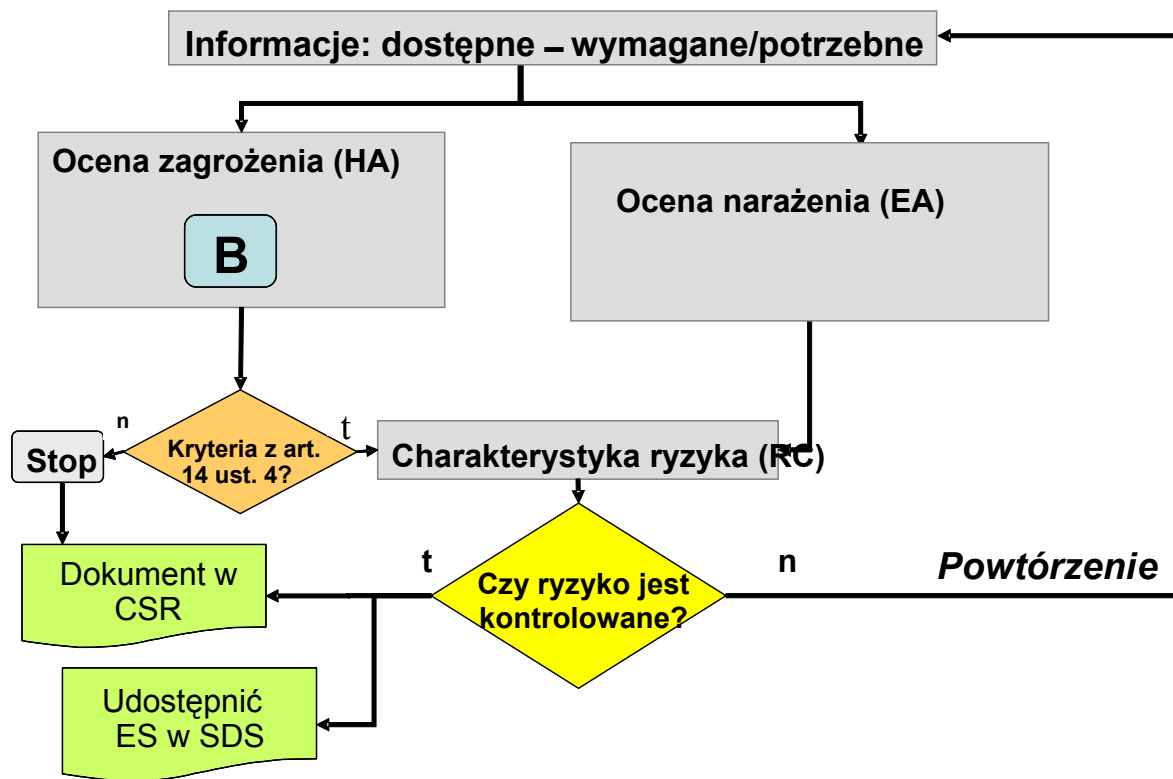 Informacje: dostępne – wymagane/potrzebne
Ocena zagrożenia (HA)
B
Ocena narażenia (EA)
n
t
Stop
Kryteria z art.
14 ust. 4?
Charakterystyka ryzyka (RC)
Dokument w
CSR
t
Czy ryzyko jest
kontrolowane?
n
Powtórzenie
Udostępnić
ES w SDS